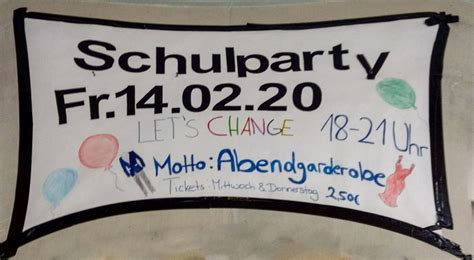 Schulparty
Fr.14.02.20
LET'S CHANGE 18-21 Uhr
Motto: Abendgarderobe
Tickets: Mittwoch & Donnerstag 2,50€